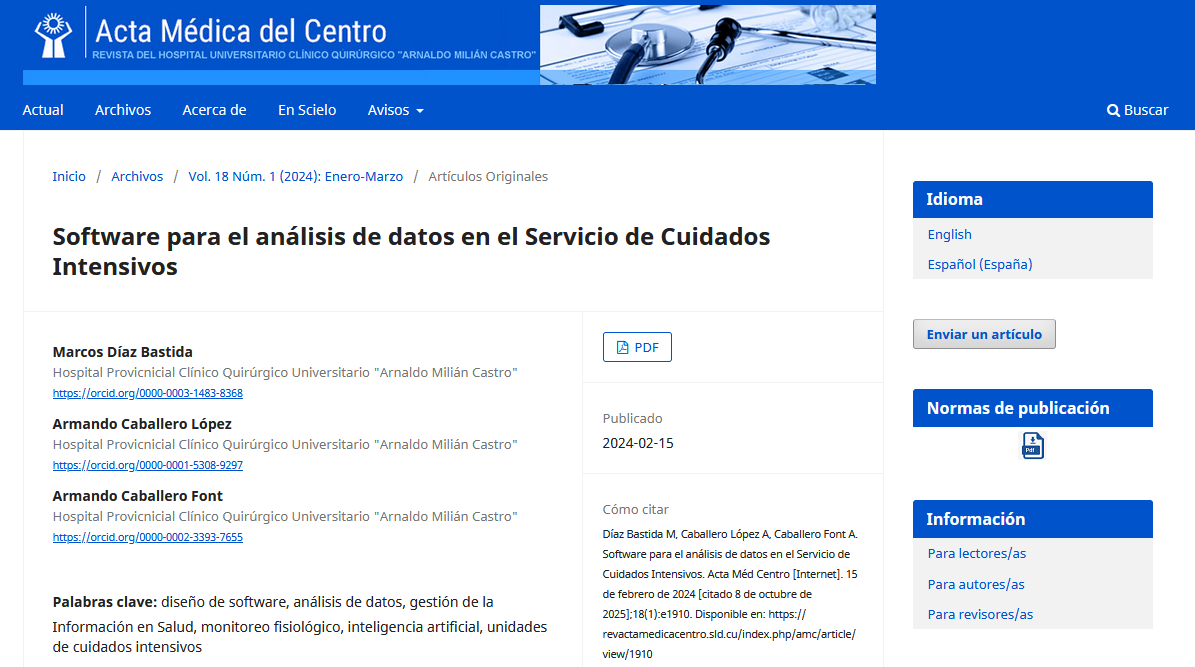 Acta Médica del Centro
REVISTA DEL HOSPITAL UNIVERSITARIO CLÍNICO QUIRÚRGICO "ARNALDO MILIÁN CASTRO"
Actual
Archivos
Acerca de
En Scielo
Avisos
Buscar
Inicio / Archivos / Vol. 18 Núm. 1 (2024): Enero-Marzo / Artículos Originales
Software para el análisis de datos en el Servicio de Cuidados
Intensivos
Marcos Díaz Bastida
Hospital Provicnicial Clínico Quirúrgico Universitario "Arnaldo Milián Castro"
https://orcid.org/0000-0003-1483-8368
Armando Caballero López
Hospital Provicnicial Clínico Quirúrgico Universitario "Arnaldo Milián Castro"
https://orcid.org/0000-0001-5308-9297
Armando Caballero Font
Hospital Provicnicial Clínico Quirúrgico Universitario "Arnaldo Milián Castro"
https://orcid.org/0000-0002-3393-7655
Palabras clave: diseño de software, análisis de datos, gestión de la
Información en Salud, monitoreo fisiológico, inteligencia artificial, unidades
de cuidados intensivos
PDF
Publicado
2024-02-15
Cómo citar
Díaz Bastida M, Caballero López A, Caballero Font A.
Software para el análisis de datos en el Servicio de
Cuidados Intensivos. Acta Méd Centro [Internet]. 15
de febrero de 2024 [citado 8 de octubre de
2025];18(1):e1910. Disponible en: https://
revactamedicacentro.sld.cu/index.php/amc/article/
view/1910
Idioma
English
Español (España)
Enviar un artículo
Normas de publicación
Pdf
Información
Para lectores/as
Para autores/as
Para revisores/as